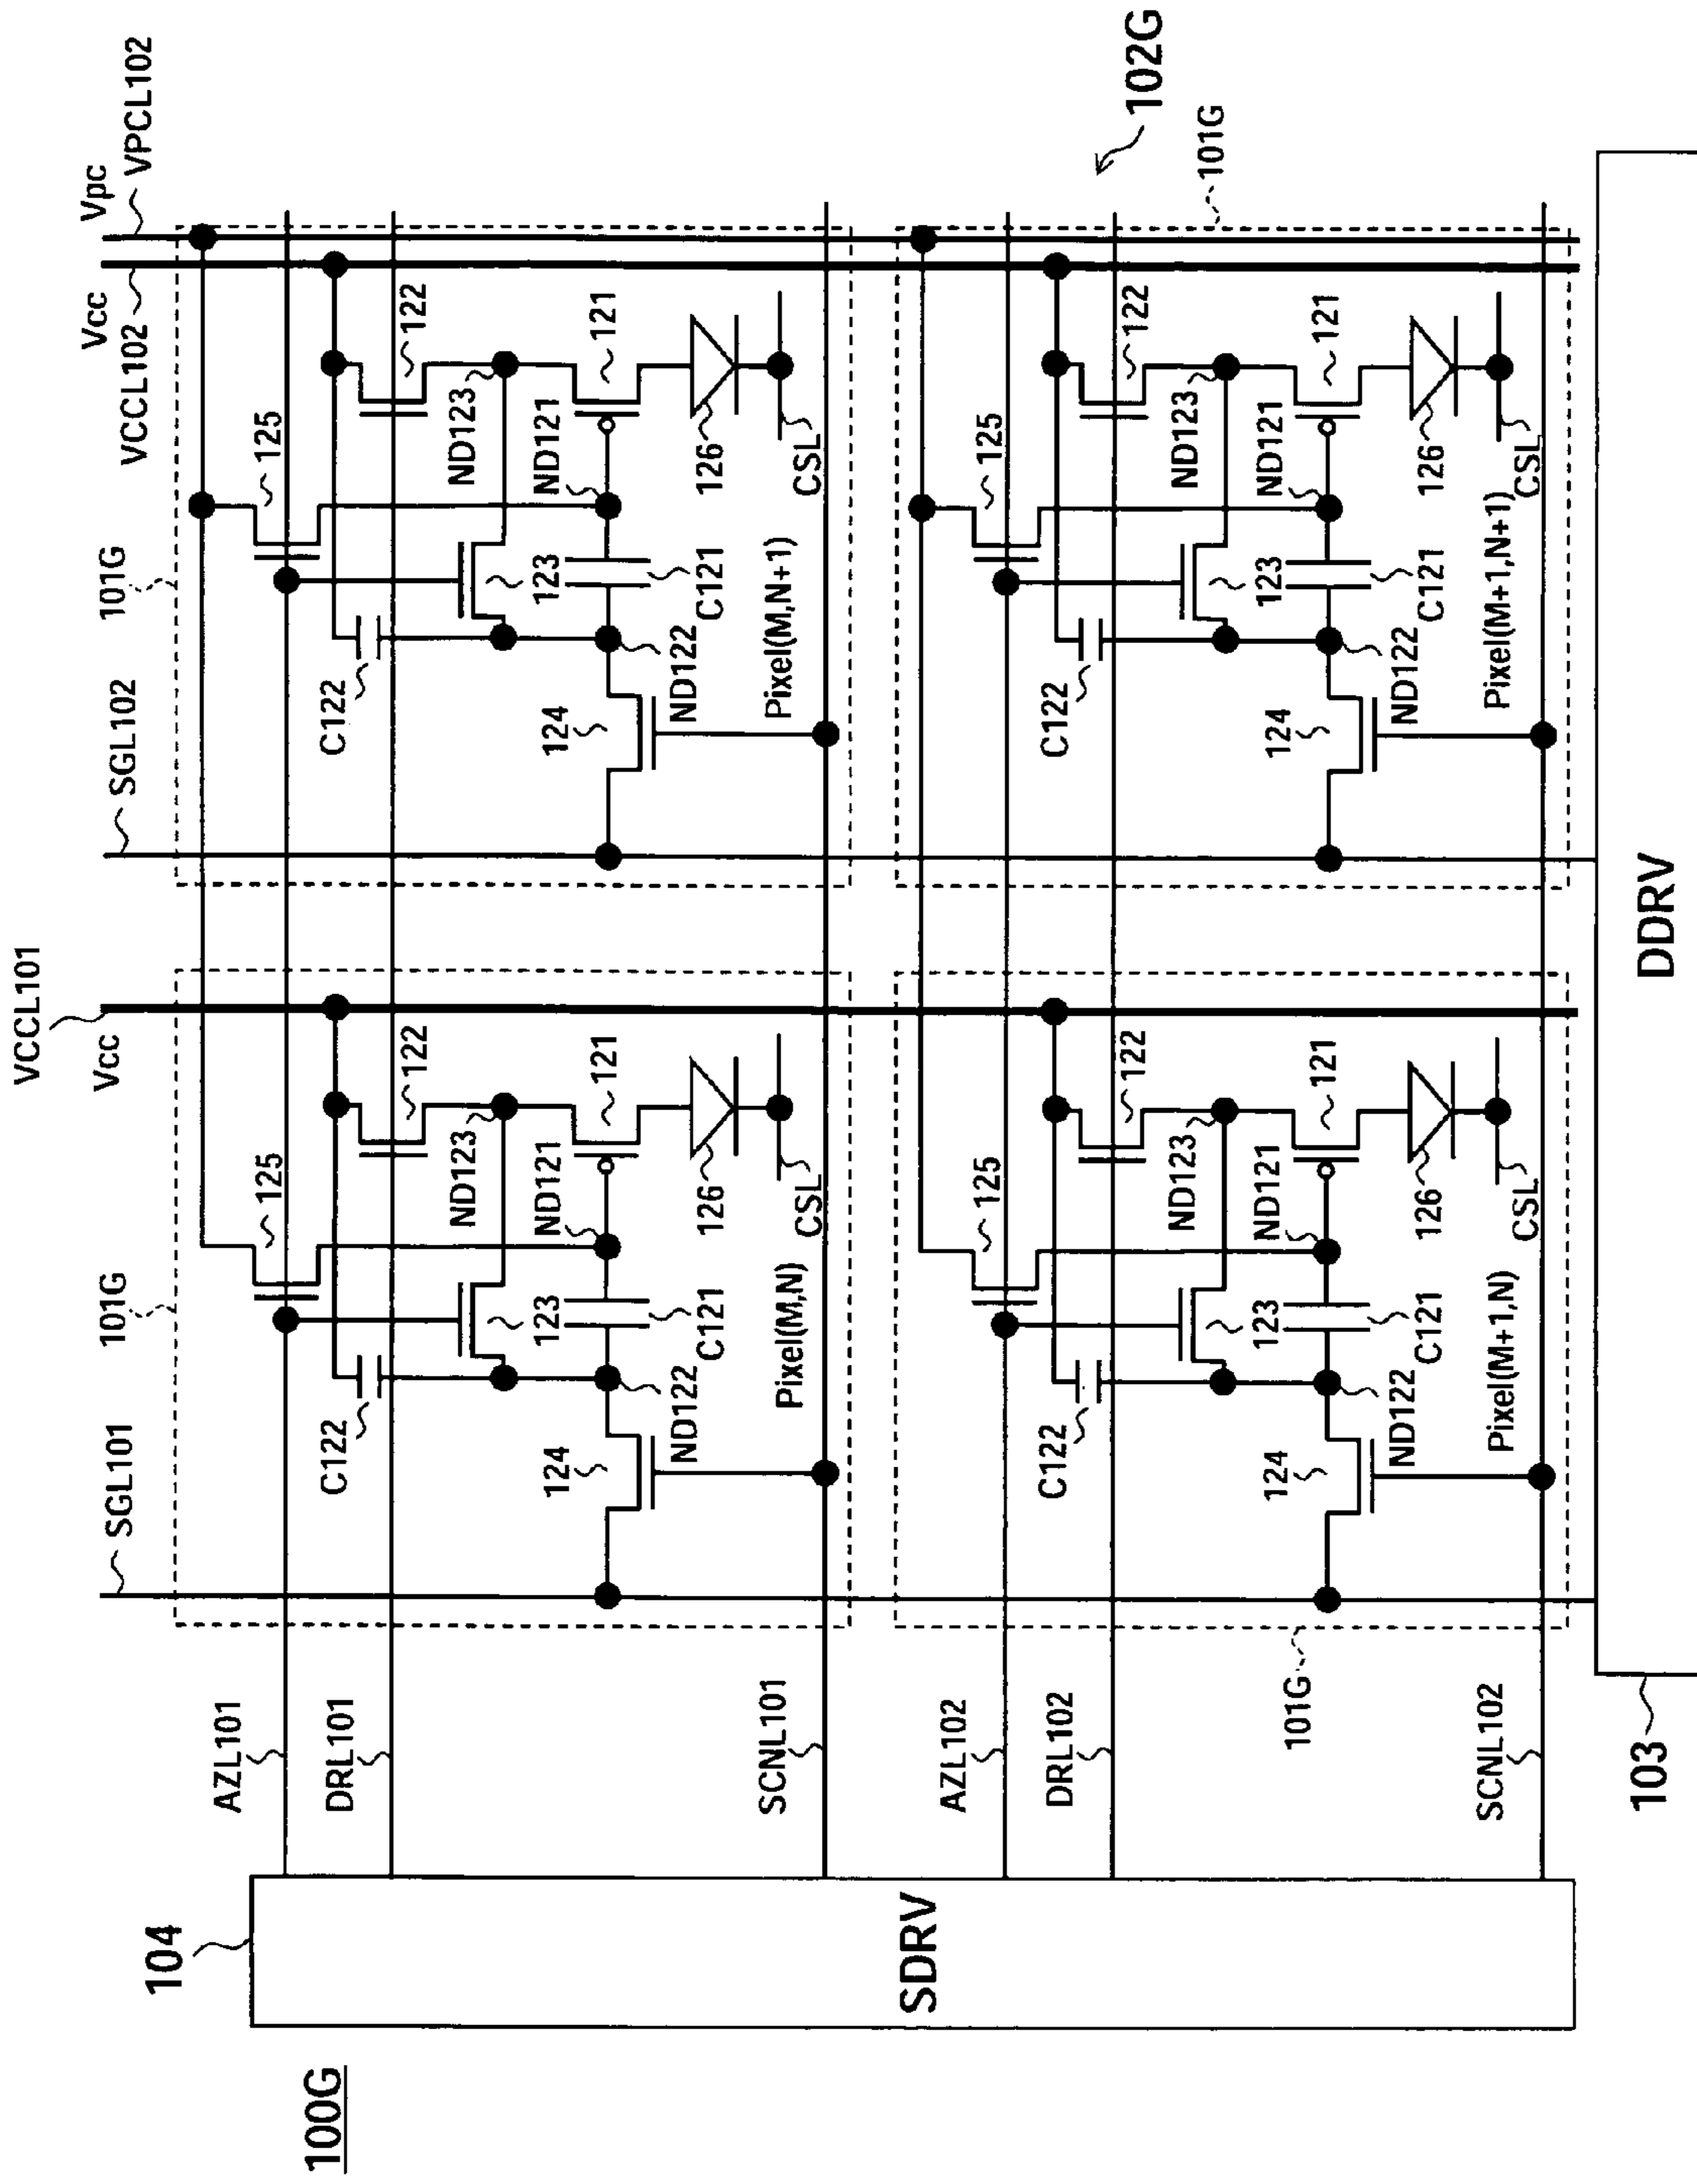 100G
104
SDRV
AZL101
DRL101
SCNL101
AZL102
DRL102
SCNL102
103
DDRV
101G
102G
SGL101
VCCL101
Vcc
SGL102
VCCL102
Vcc
Vpc
VPCL102
101G
125
C122
122
ND123
123
ND121
121
C121
124
ND122
126
CSL
Pixel(M,N)
101G
125
C122
122
ND123
123
ND121
121
C121
124
ND122
126
CSL
Pixel(M,N+1)
125
C122
122
ND123
123
ND121
121
C121
124
ND122
126
CSL
Pixel(M+1,N)
101G
125
C122
122
ND123
123
ND121
121
C121
124
ND122
126
CSL
Pixel(M+1,N+1)